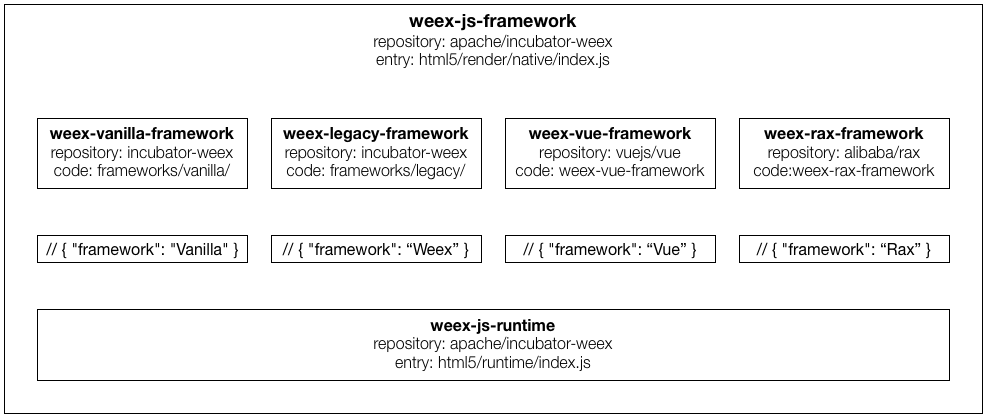 weex-js-framework
repository: apache/incubator-weex
entry: html5/render/native/index.js
weex-vanilla-framework
repository: incubator-weex
code: frameworks/vanilla/
weex-legacy-framework
repository: incubator-weex
code: frameworks/legacy/
weex-vue-framework
repository: vuejs/vue
code: weex-vue-framework
weex-rax-framework
repository: alibaba/rax
code:weex-rax-framework
// { "framework": "Vanilla" }
// { "framework": “Weex” }
// { "framework": “Vue” }
// { "framework": “Rax” }
weex-js-runtime
repository: apache/incubator-weex
entry: html5/runtime/index.js